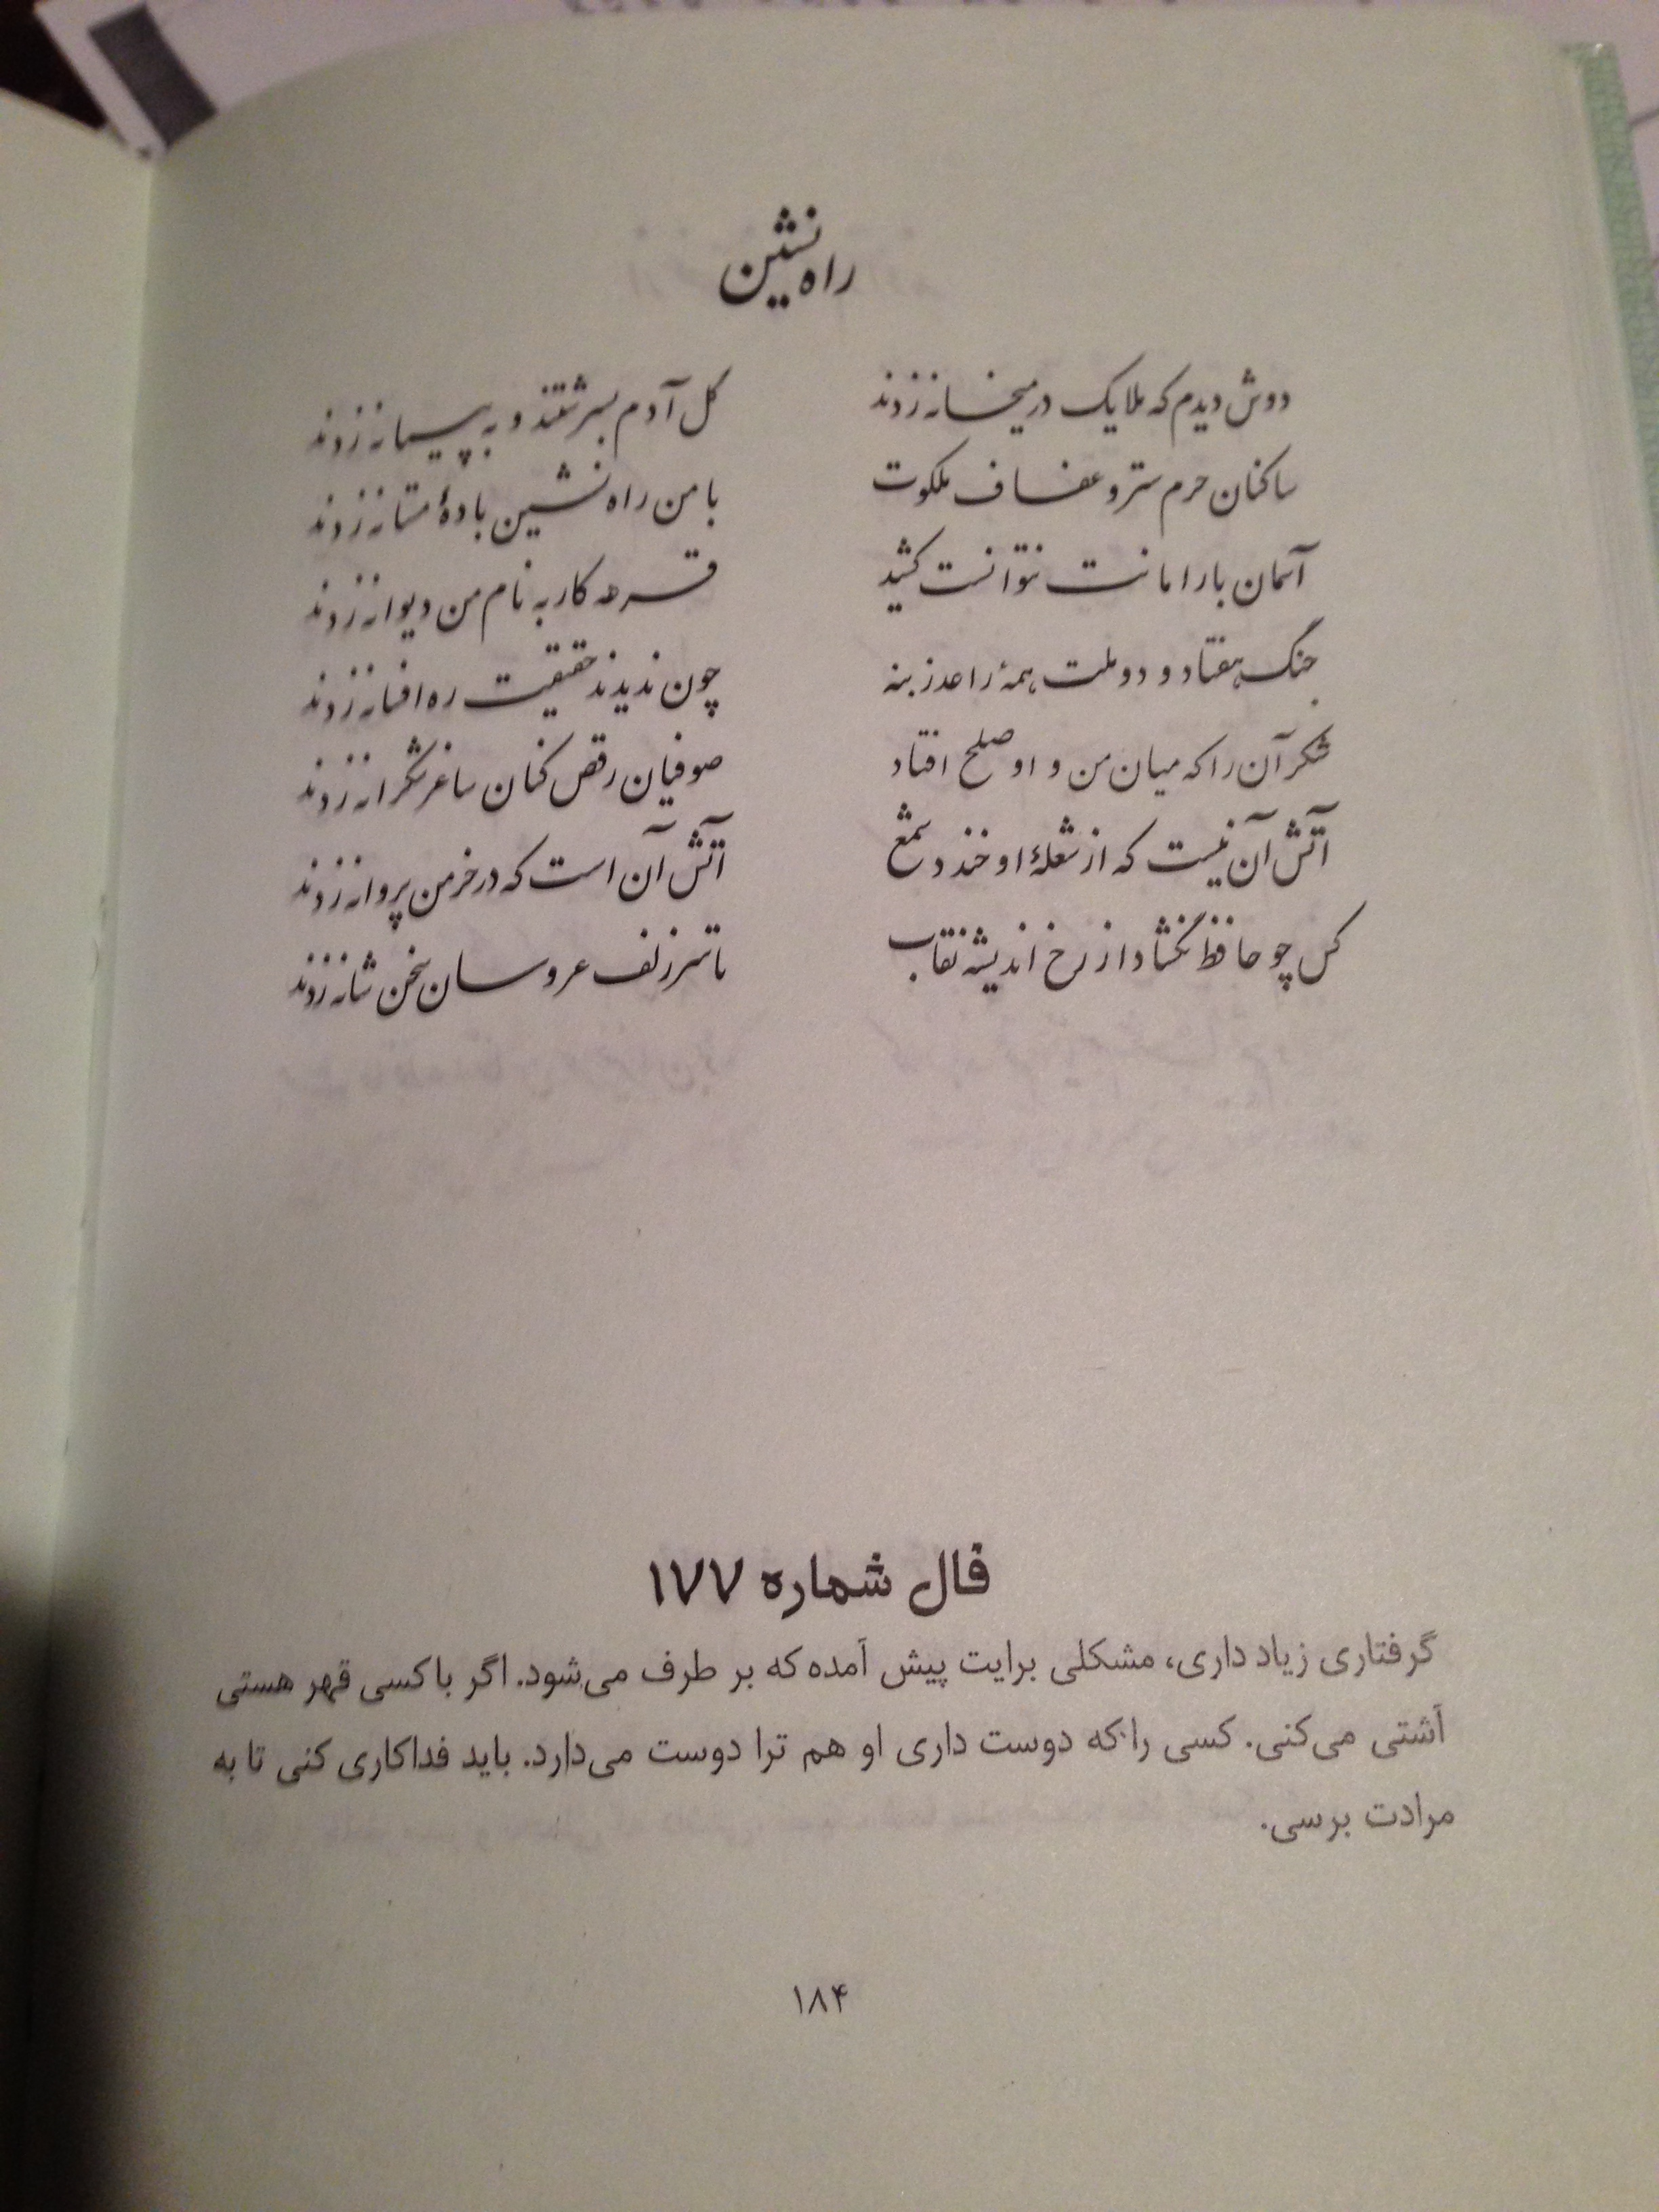 راه نشین
دوش دیدم که ملایک در میخانه زدند گل آدم بسرشتند و به پیمانه زدند
ساکنان حرم ستر و عفاف ملکوت با من راه نشین بادهٔ مستانه زدند
آسمان بار امانت نتوانست کشید قرعه کار به نام من دیوانه زدند
جنگ هفتاد و دو ملت همه را عذر بنه چون ندیدند حقیقت ره افسانه زدند
شکر آن را که میان من و او صلح افتاد صوفیان رقص کنان ساغر شکرانه زدند
آتش آن نیست که از شعلهٔ او خندد شمع آتش آن است که در خرمن پروانه زدند
کس چو حافظ نگشاد از رخ اندیشه نقاب تا سر زلف عروسان سخن شانه زدند
فال شماره ۱۷۷
گرفتاری زیاد داری، مشکلی برایت پیش آمده که بر طرف می‌شود. اگر با کسی قهر هستی
آشتی می‌کنی. کسی را که دوست داری او هم ترا دوست می‌دارد. باید فداکاری کنی تا به
مرادت برسی.
۱۸۴